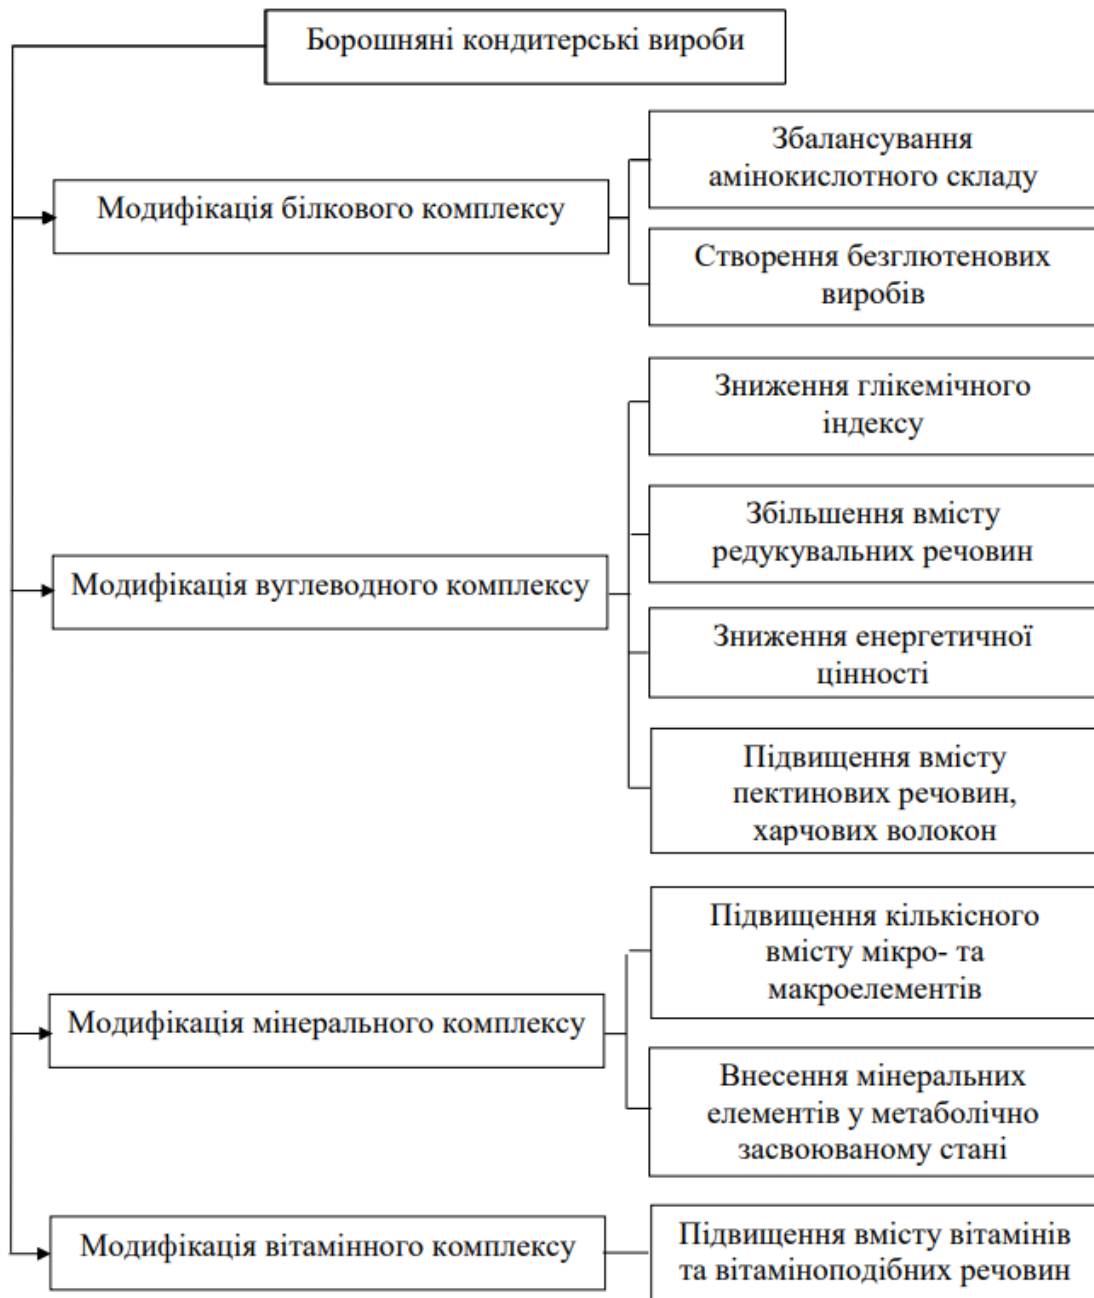 Борошняні кондитерські вироби
Модифікація білкового комплексу
Збалансування
амінокислотного складу
Створення безглютенових
виробів
Модифікація вуглеводного комплексу
Зниження глікемічного
індексу
Збільшення вмісту
редукувальних речовин
Зниження енергетичної
цінності
Підвищення вмісту
пектинових речовин,
харчових волокон
Модифікація мінерального комплексу
Підвищення кількісного
вмісту мікро- та
макроелементів
Внесення мінеральних
елементів у метаболічно
засвоюваному стані
Модифікація вітамінного комплексу
Підвищення вмісту вітамінів
та вітаміноподібних речовин